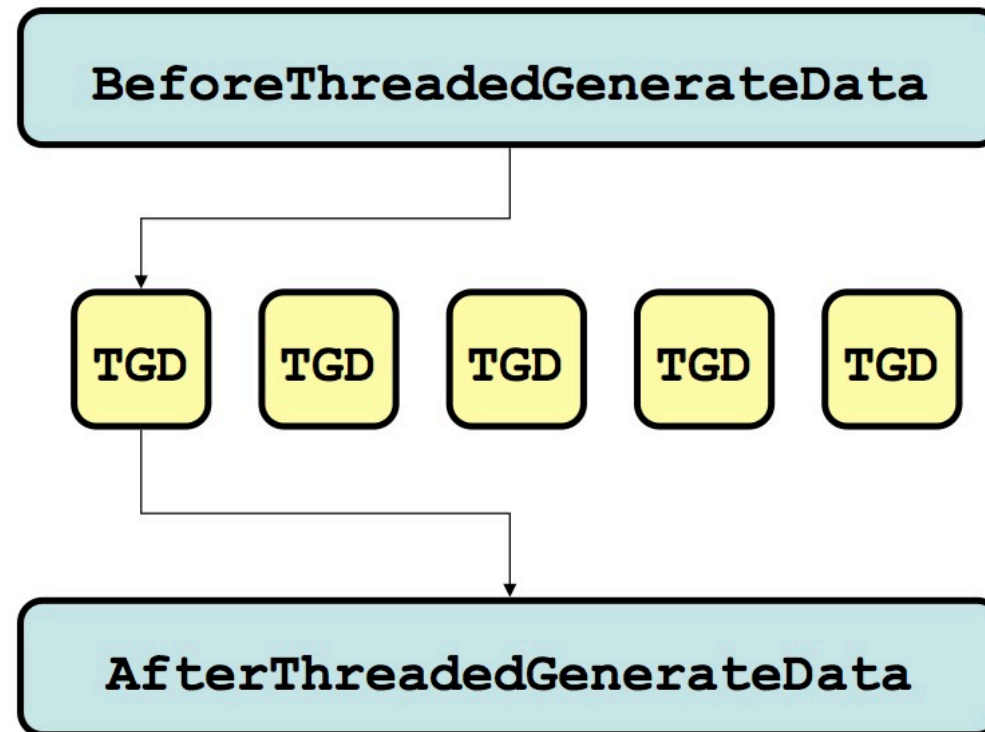 BeforeThreadedGenerateData
TGD TGD TGD TGD TGD
AfterThreadedGenerateData